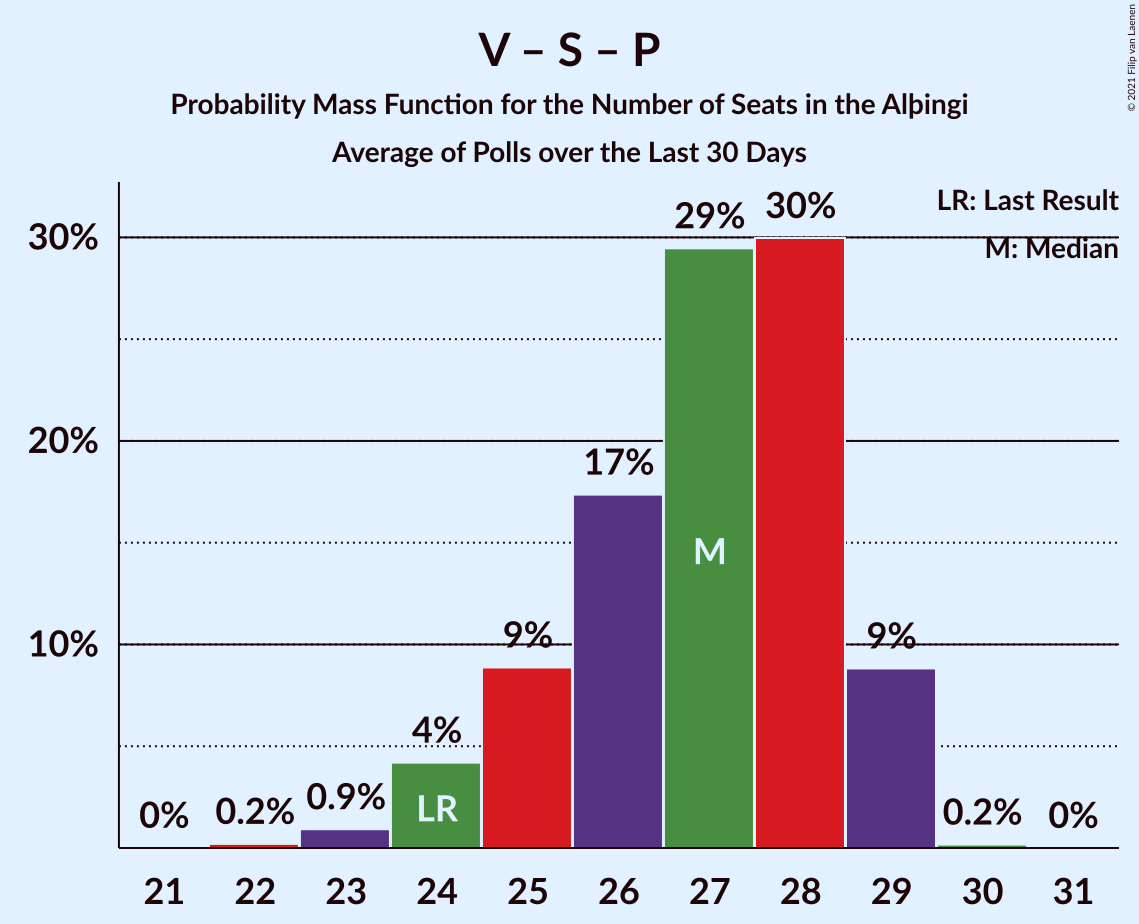 V – S – P
Probability Mass Function for the Number of Seats in the Alþingi
Average of Polls over the Last 30 Days
© 2021 Filip van Laenen
LR: Last Result
M: Median
30%
20%
10%
0%
0.2%
0.9%
4%
9%
17%
29%
30%
9%
0.2%
0%
LR
M
21 22 23 24 25 26 27 28 29 30 31